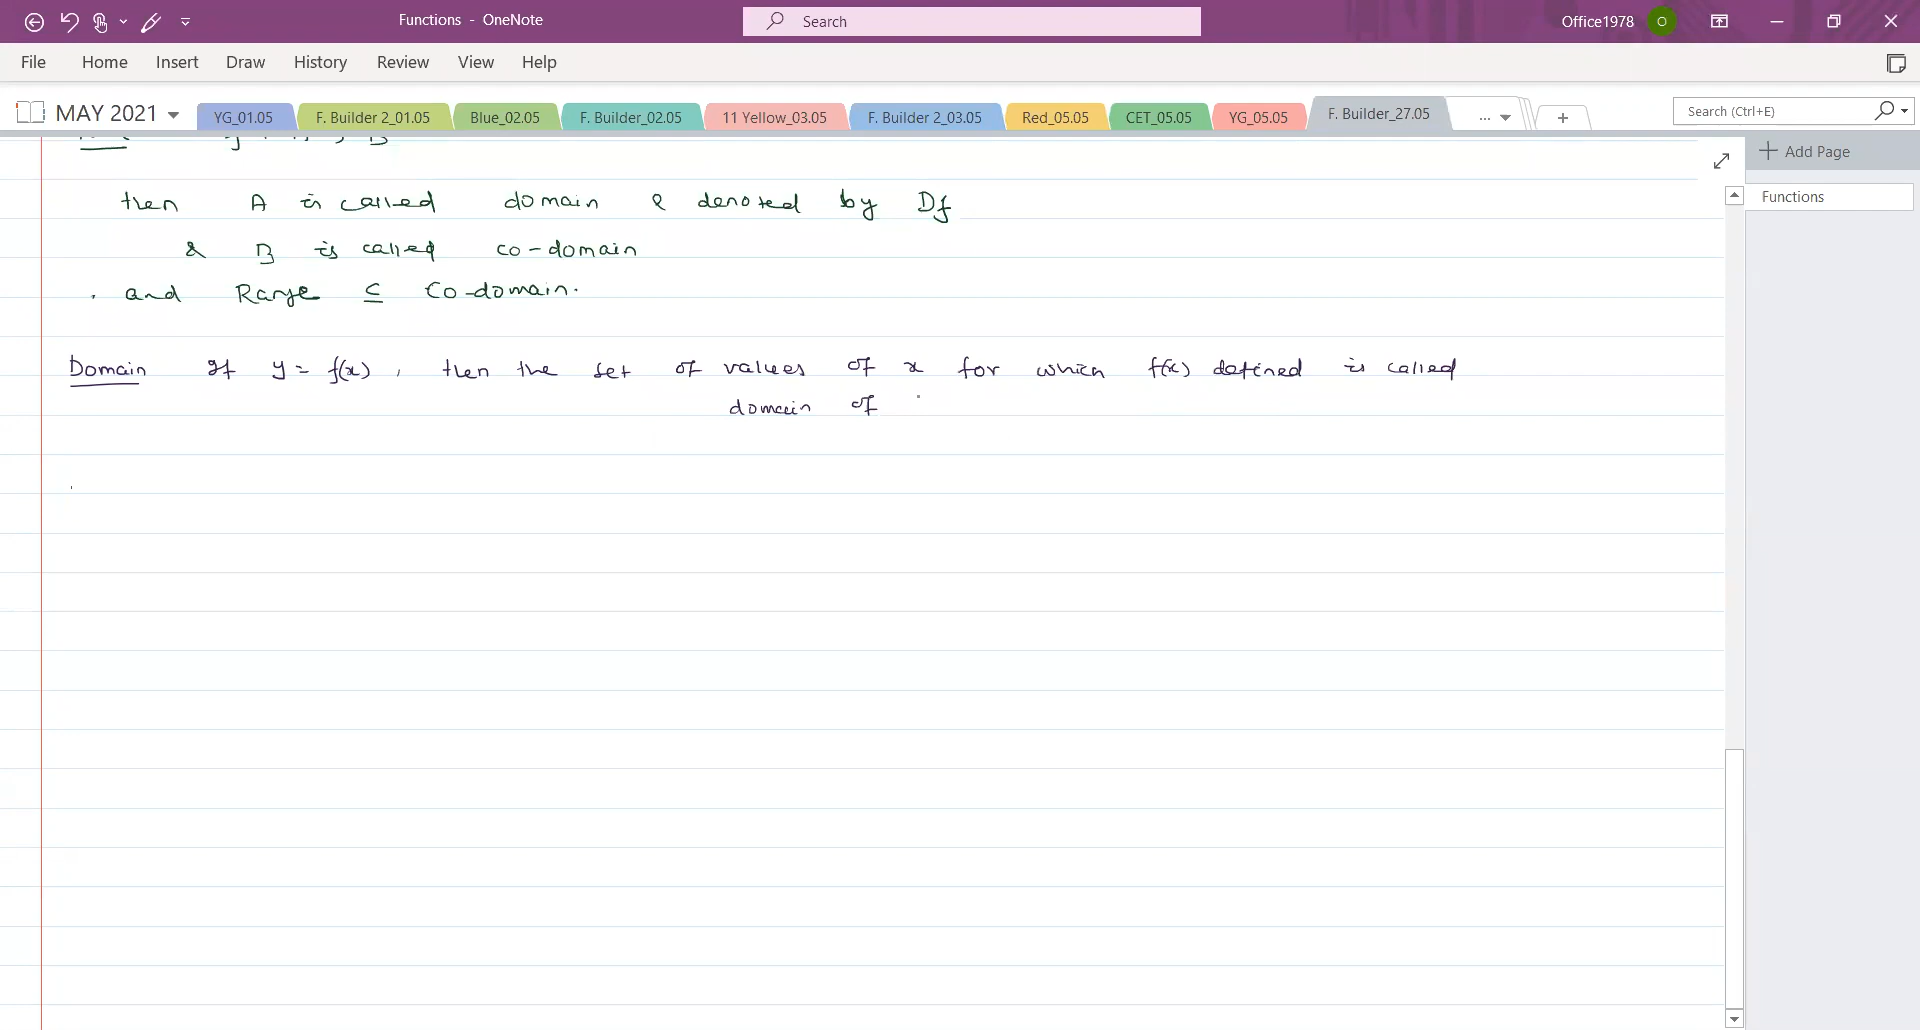 Functions - OneNote
Search
Office1978
O
File Home Insert Draw History Review View Help
MAY 2021
YG_01.05 F. Builder 2_01.05 Blue_02.05 F. Builder_02.05 11 Yellow_03.05 F. Builder 2_03.05 Red_05.05 CET_05.05 YG_05.05 F. Builder_27.05 ... +
Search (Ctrl+E)
Add Page
Functions
then A is called domain & denoted by Df
& B is called co-domain
and Range ⊆ Co-domain.
Domain If y = f(x), then the set of values of x for which f(x) defined is called
domain of